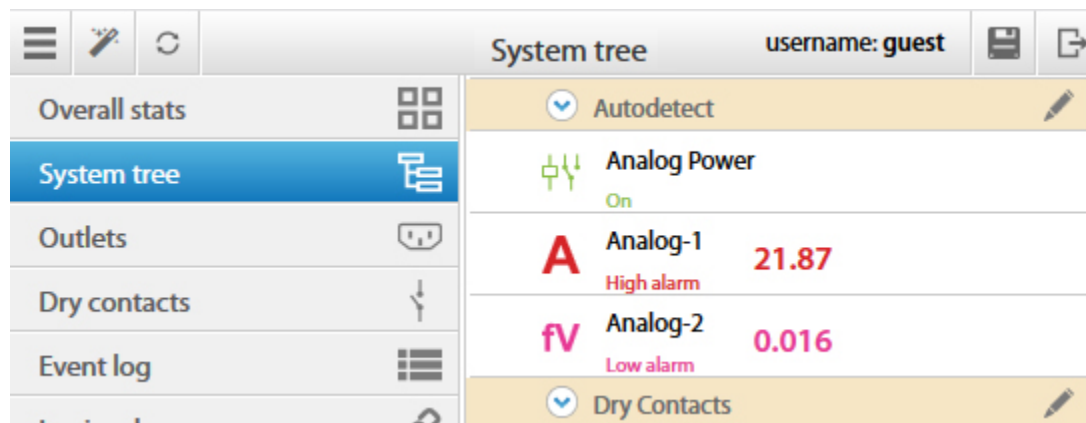 System tree username: guest
Overall stats
System tree
Outlets
Dry contacts
Event log
Autodetect
Analog Power
On
A Analog-1 21.87
High alarm
fV Analog-2 0.016
Low alarm
Dry Contacts